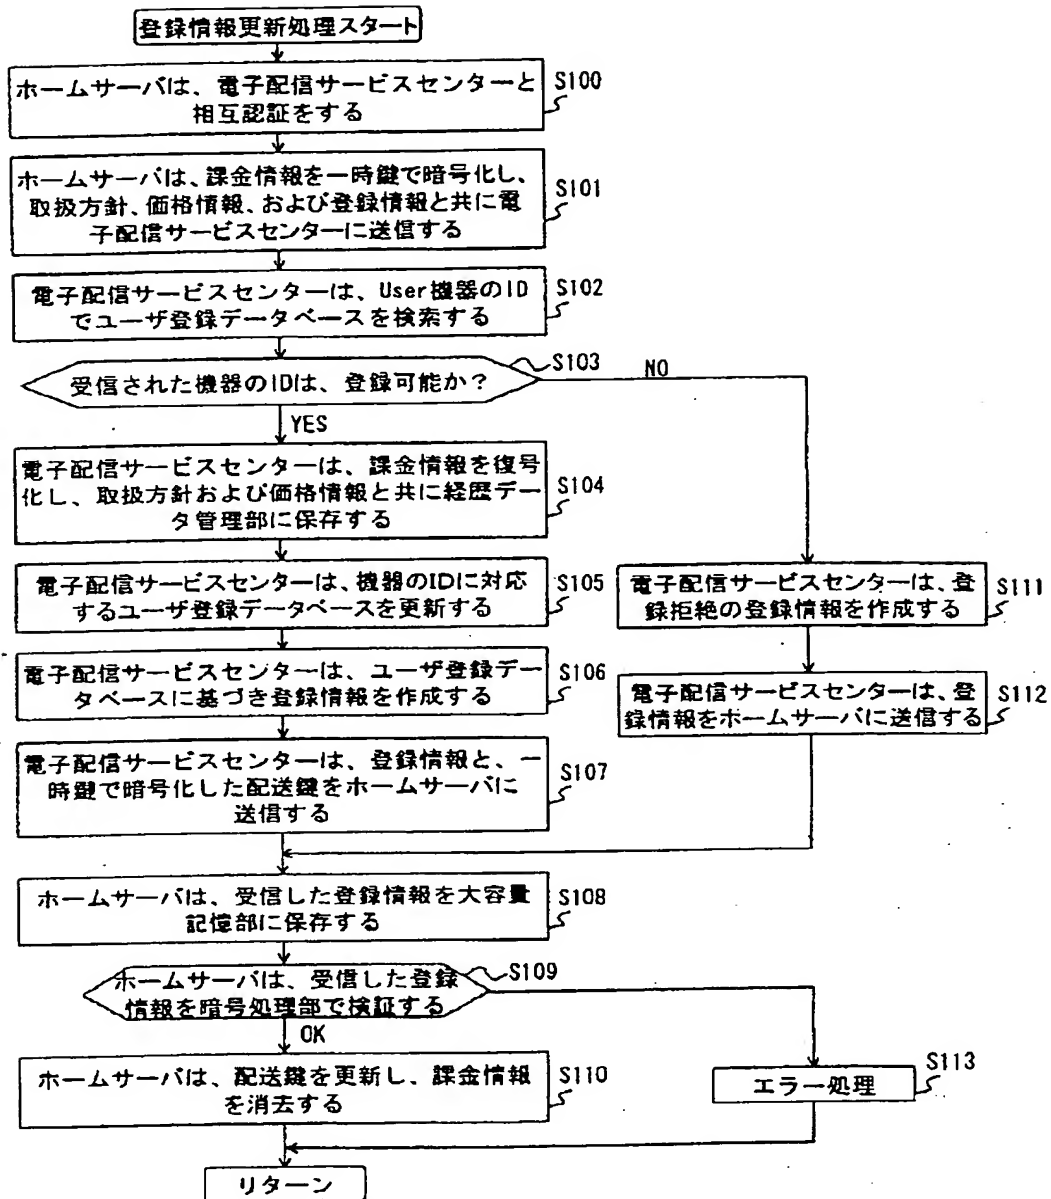 登録情報更新処理スタート
ホームサーバは、電子配信サービスセンターと
相互認証をする
S100
ホームサーバは、課金情報を一時鍵で暗号化し、
取扱方針、価格情報、および登録情報と共に電
子配信サービスセンターに送信する
S101
電子配信サービスセンターは、User機器のID
でユーザ登録データベースを検索する
S102
受信された機器のIDは、登録可能か?
S103
NO
YES
電子配信サービスセンターは、課金情報を復号
化し、取扱方針および価格情報と共に経歴デー
タ管理部に保存する
S104
電子配信サービスセンターは、機器のIDに対応
するユーザ登録データベースを更新する
S105
電子配信サービスセンターは、登
録拒絶の登録情報を作成する
S111
電子配信サービスセンターは、ユーザ登録デー
タベースに基づき登録情報を作成する
S106
電子配信サービスセンターは、登
録情報をホームサーバに送信する
S112
電子配信サービスセンターは、登録情報と、一
時鍵で暗号化した配送鍵をホームサーバに
送信する
S107
ホームサーバは、受信した登録情報を大容量
記憶部に保存する
S108
ホームサーバは、受信した登録
情報を暗号処理部で検証する
S109
OK
ホームサーバは、配送鍵を更新し、課金情報
を消去する
S110
エラー処理
S113
リターン